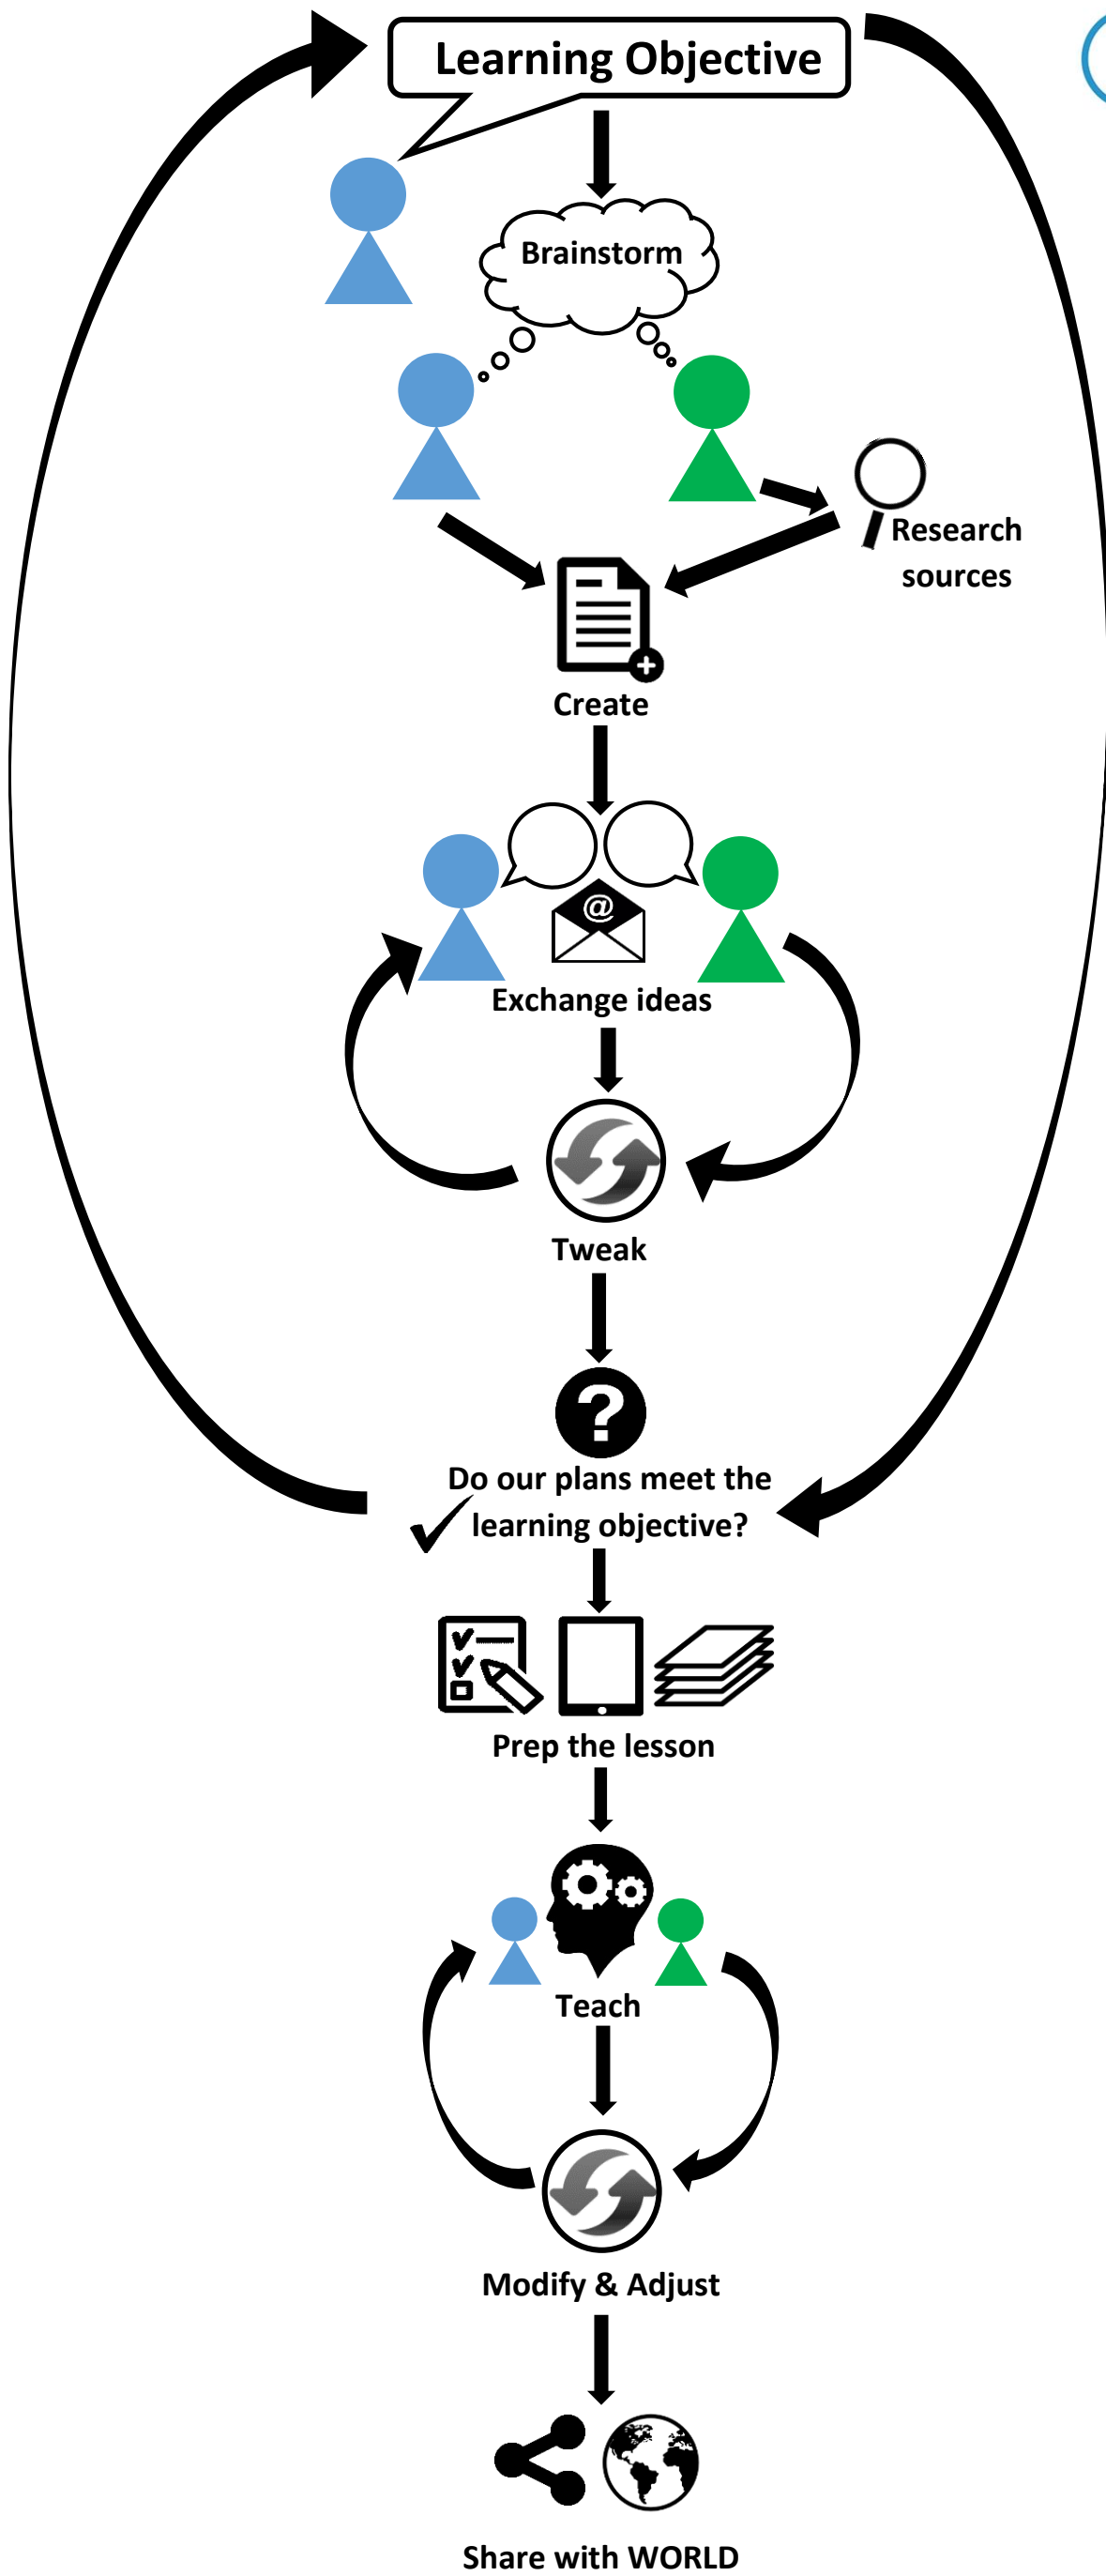 Learning Objective
Brainstorm
Research
sources
Create
@
Exchange ideas
Tweak
?
Do our plans meet the
learning objective?
Prep the lesson
Teach
Modify & Adjust
Share with WORLD